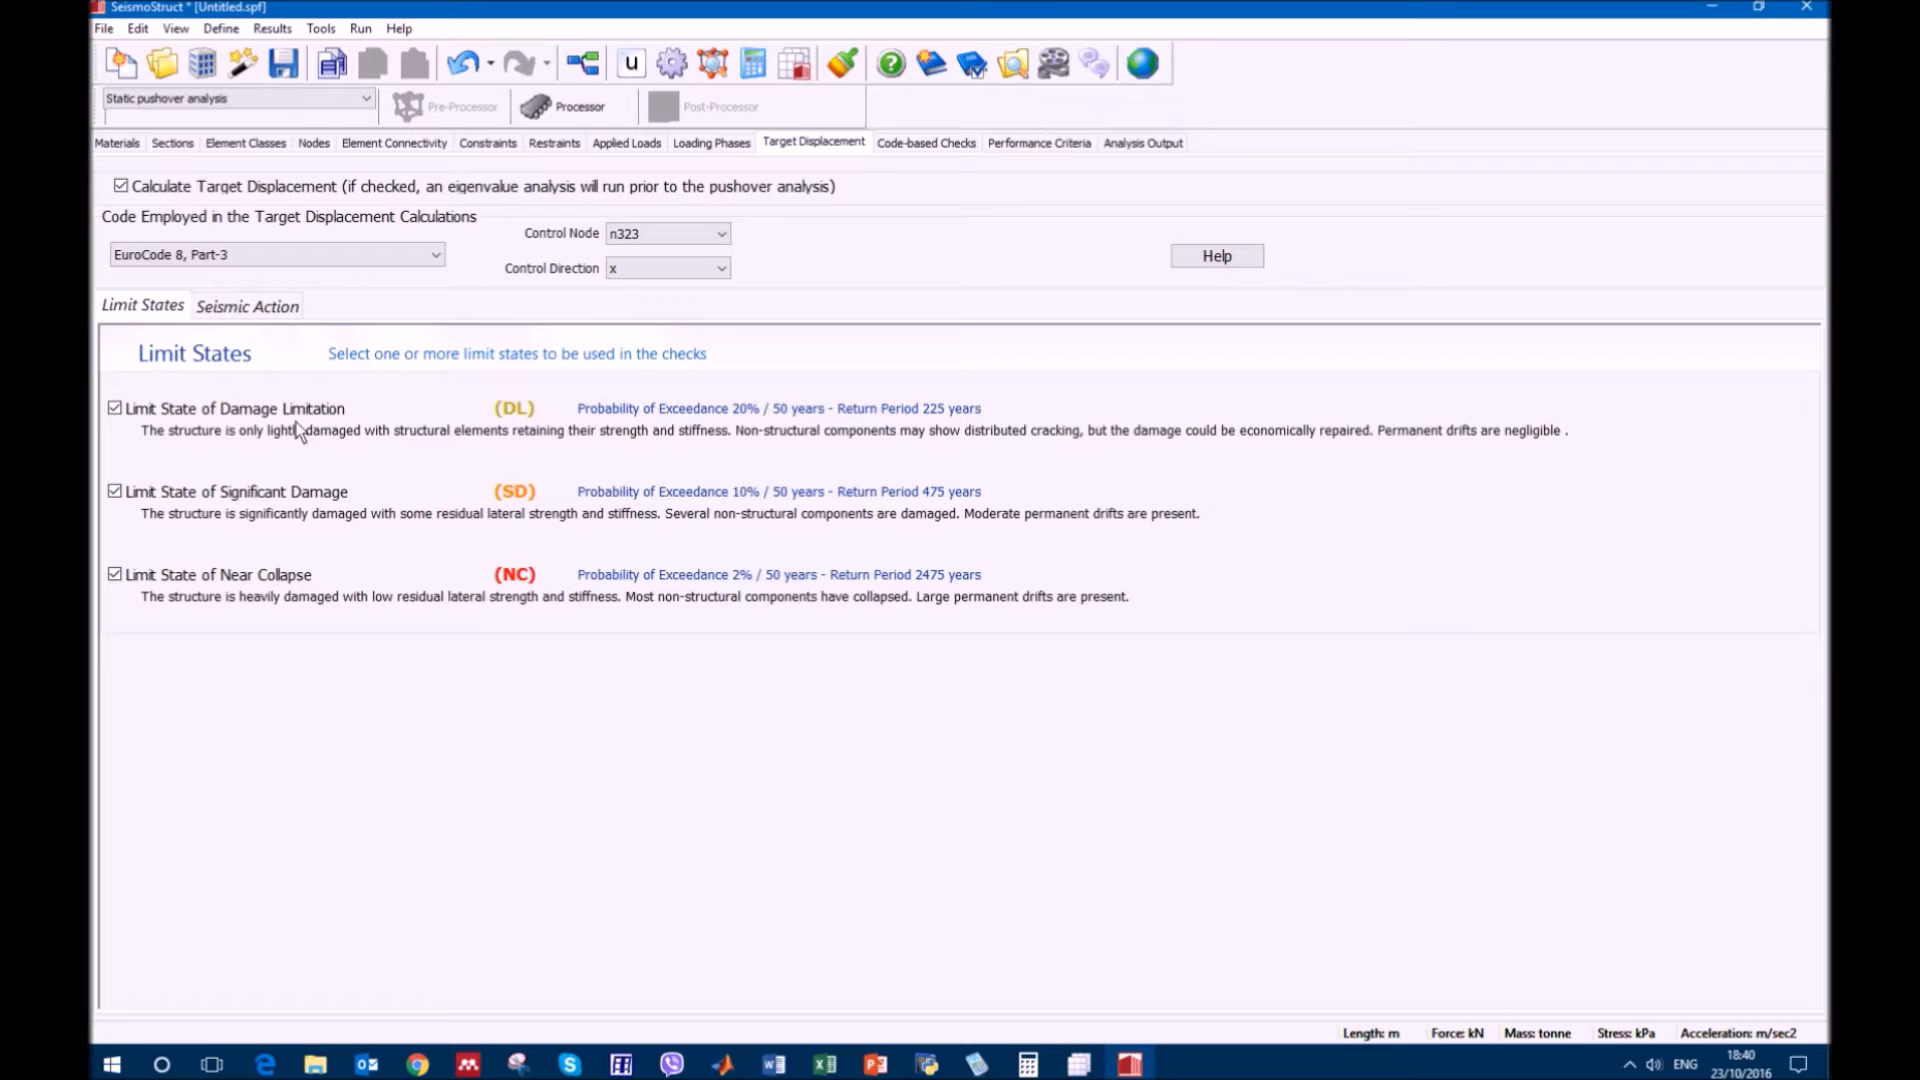 SeismoStruct * [Untitled.spf]
File Edit View Define Results Tools Run Help
u
Static pushover analysis Pre-Processor Processor Post-Processor
Materials Sections Element Classes Nodes Element Connectivity Constraints Restraints Applied Loads Loading Phases Target Displacement Code-based Checks Performance Criteria Analysis Output
Calculate Target Displacement (if checked, an eigenvalue analysis will run prior to the pushover analysis)
Code Employed in the Target Displacement Calculations
Control Node n323
EuroCode 8, Part-3 Help
Control Direction x
Limit States Seismic Action
Limit States Select one or more limit states to be used in the checks
Limit State of Damage Limitation (DL) Probability of Exceedance 20% / 50 years - Return Period 225 years
The structure is only lightly damaged with structural elements retaining their strength and stiffness. Non-structural components may show distributed cracking, but the damage could be economically repaired. Permanent drifts are negligible .
Limit State of Significant Damage (SD) Probability of Exceedance 10% / 50 years - Return Period 475 years
The structure is significantly damaged with some residual lateral strength and stiffness. Several non-structural components are damaged. Moderate permanent drifts are present.
Limit State of Near Collapse (NC) Probability of Exceedance 2% / 50 years - Return Period 2475 years
The structure is heavily damaged with low residual lateral strength and stiffness. Most non-structural components have collapsed. Large permanent drifts are present.
Length: m Force: kN Mass: tonne Stress: kPa Acceleration: m/sec2
ENG 18:40
23/10/2016